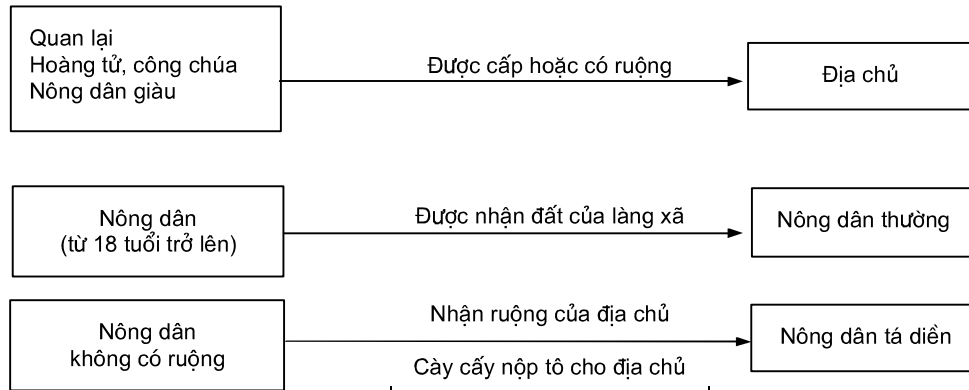 Quan lại
Hoàng tử, công chúa
Nông dân giàu
Được cấp hoặc có ruộng
Địa chủ
Nông dân
(từ 18 tuổi trở lên)
Được nhận đất của làng xã
Nông dân thường
Nông dân
không có ruộng
Nhận ruộng của địa chủ
Cày cấy nộp tô cho địa chủ
Nông dân tá diền